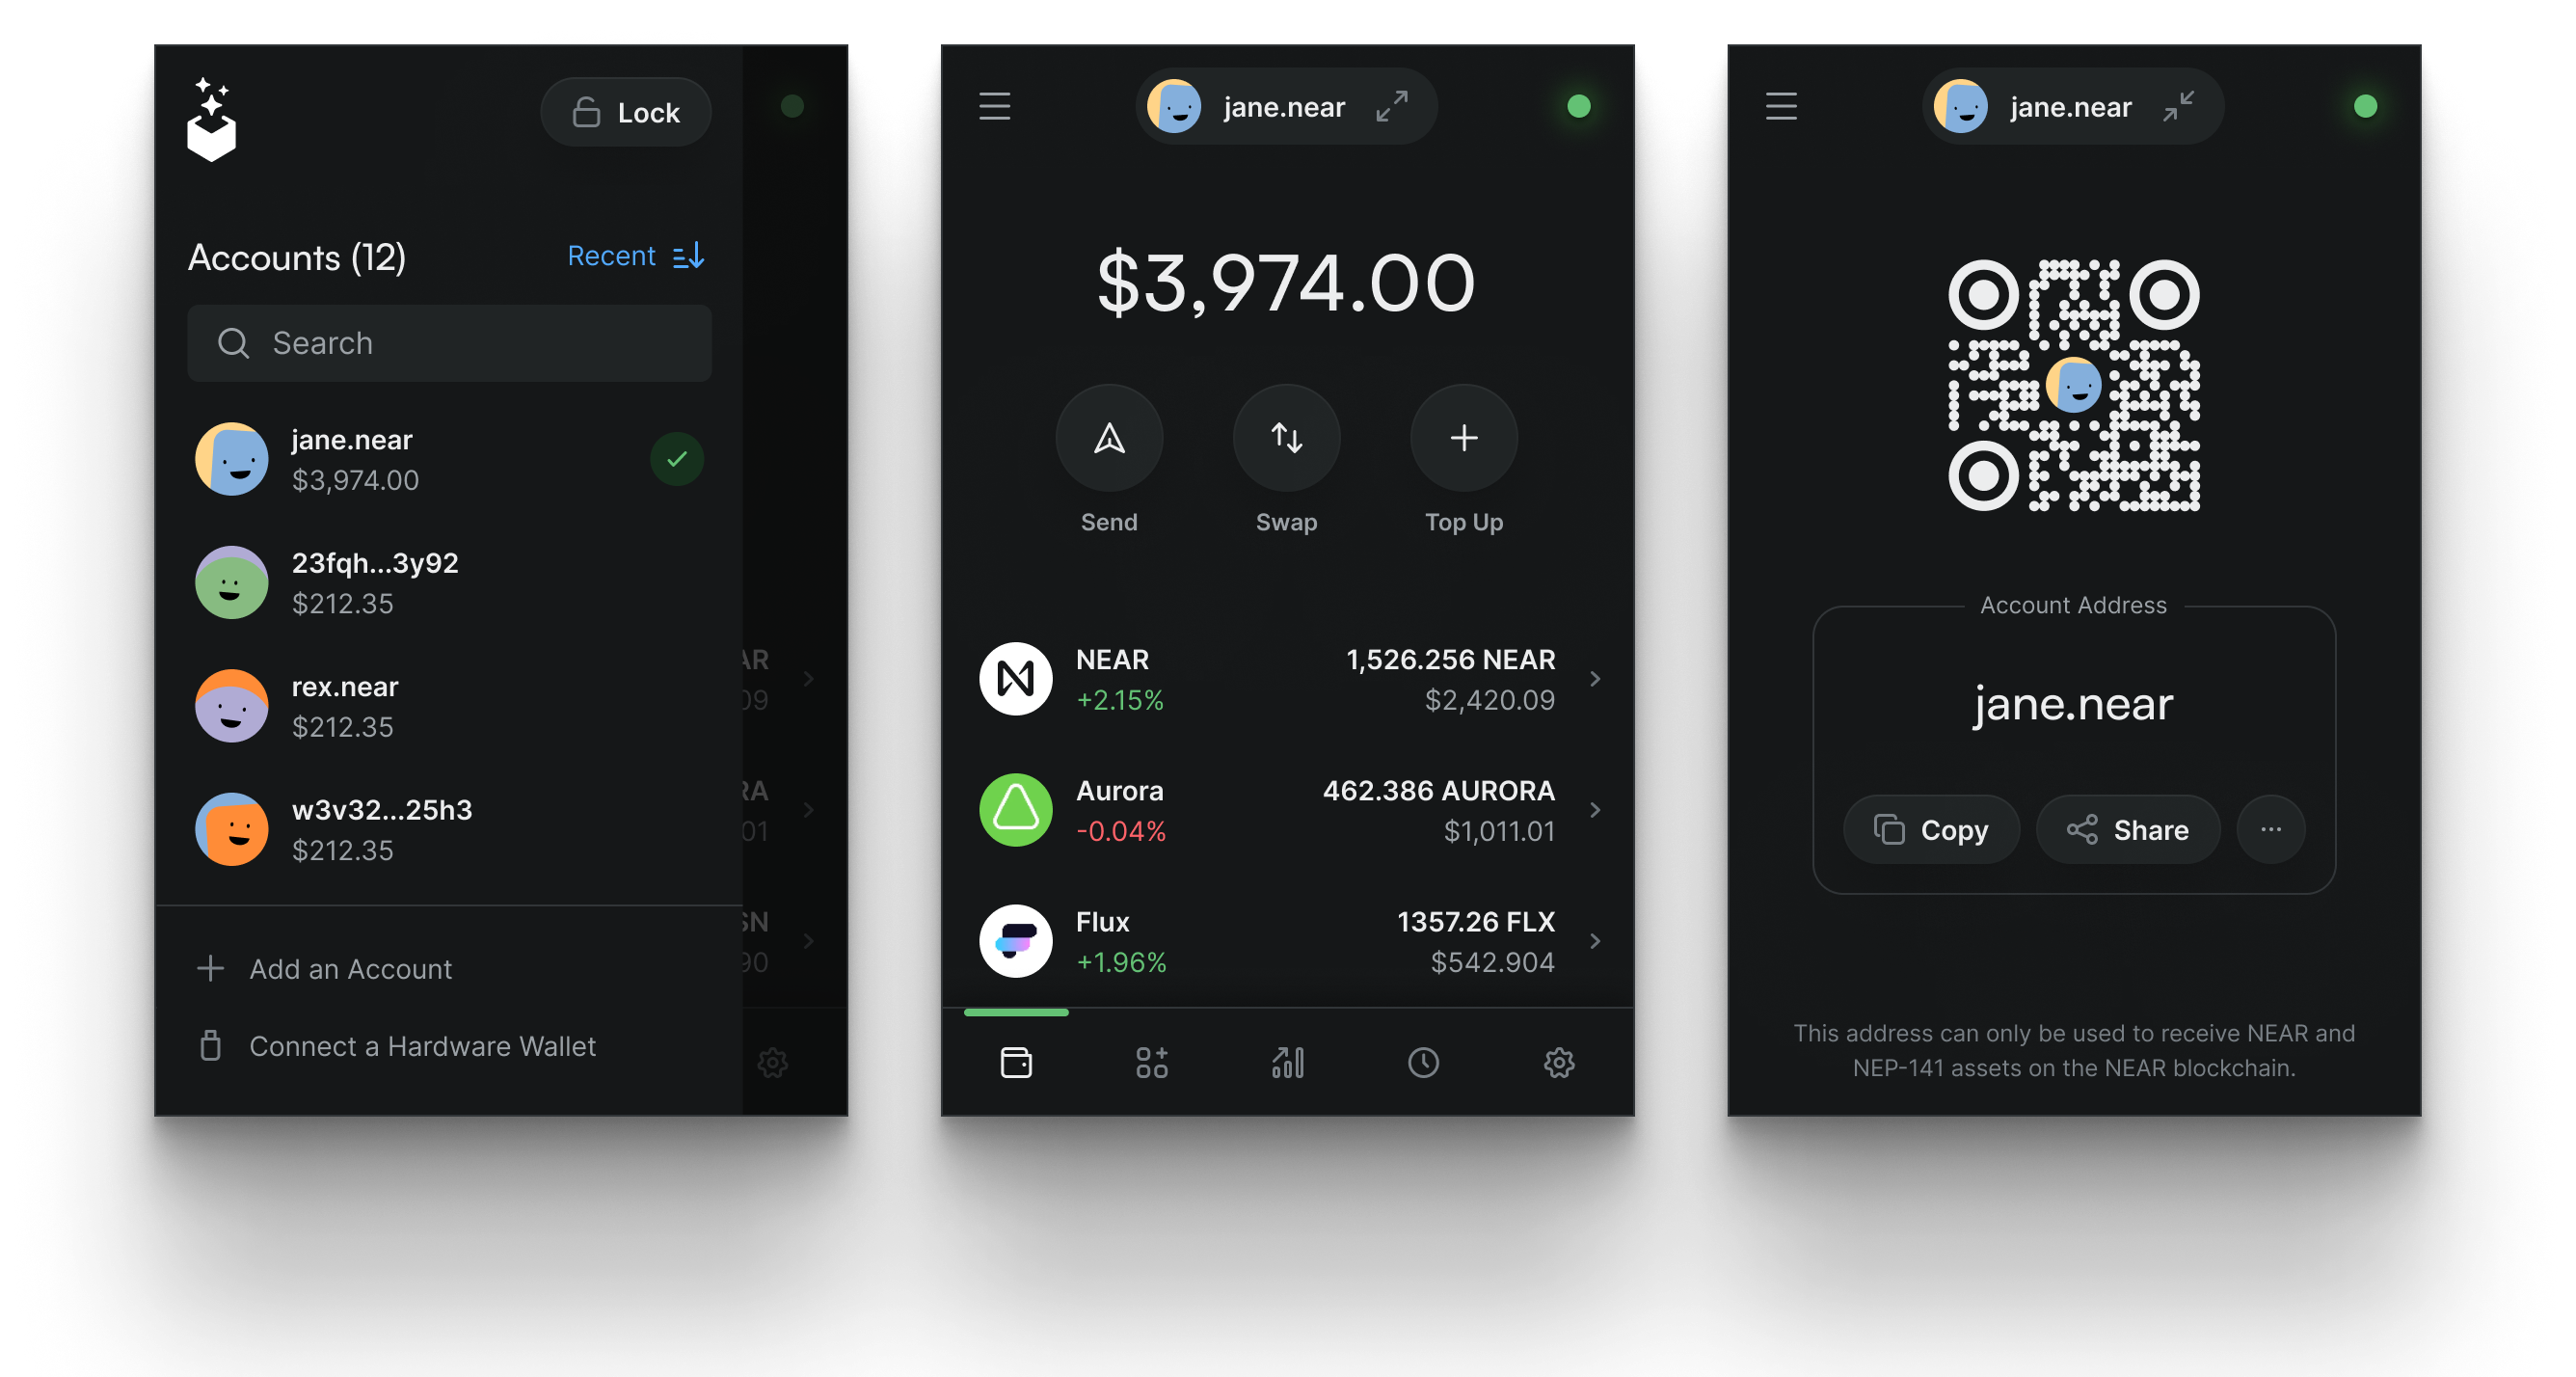 Lock
Accounts (12)
Recent
Search
jane.near
$3,974.00
23fqh...3y92
$212.35
rex.near
$212.35
w3v32...25h3
$212.35
Add an Account
Connect a Hardware Wallet
AR
09
RA
01
SN
90
jane.near
$3,974.00
Send
Swap
Top Up
NEAR
1,526.256 NEAR
+2.15%
$2,420.09
Aurora
462.386 AURORA
-0.04%
$1,011.01
Flux
1357.26 FLX
+1.96%
$542.904
jane.near
Account Address
jane.near
Copy
Share
This address can only be used to receive NEAR and
NEP-141 assets on the NEAR blockchain.